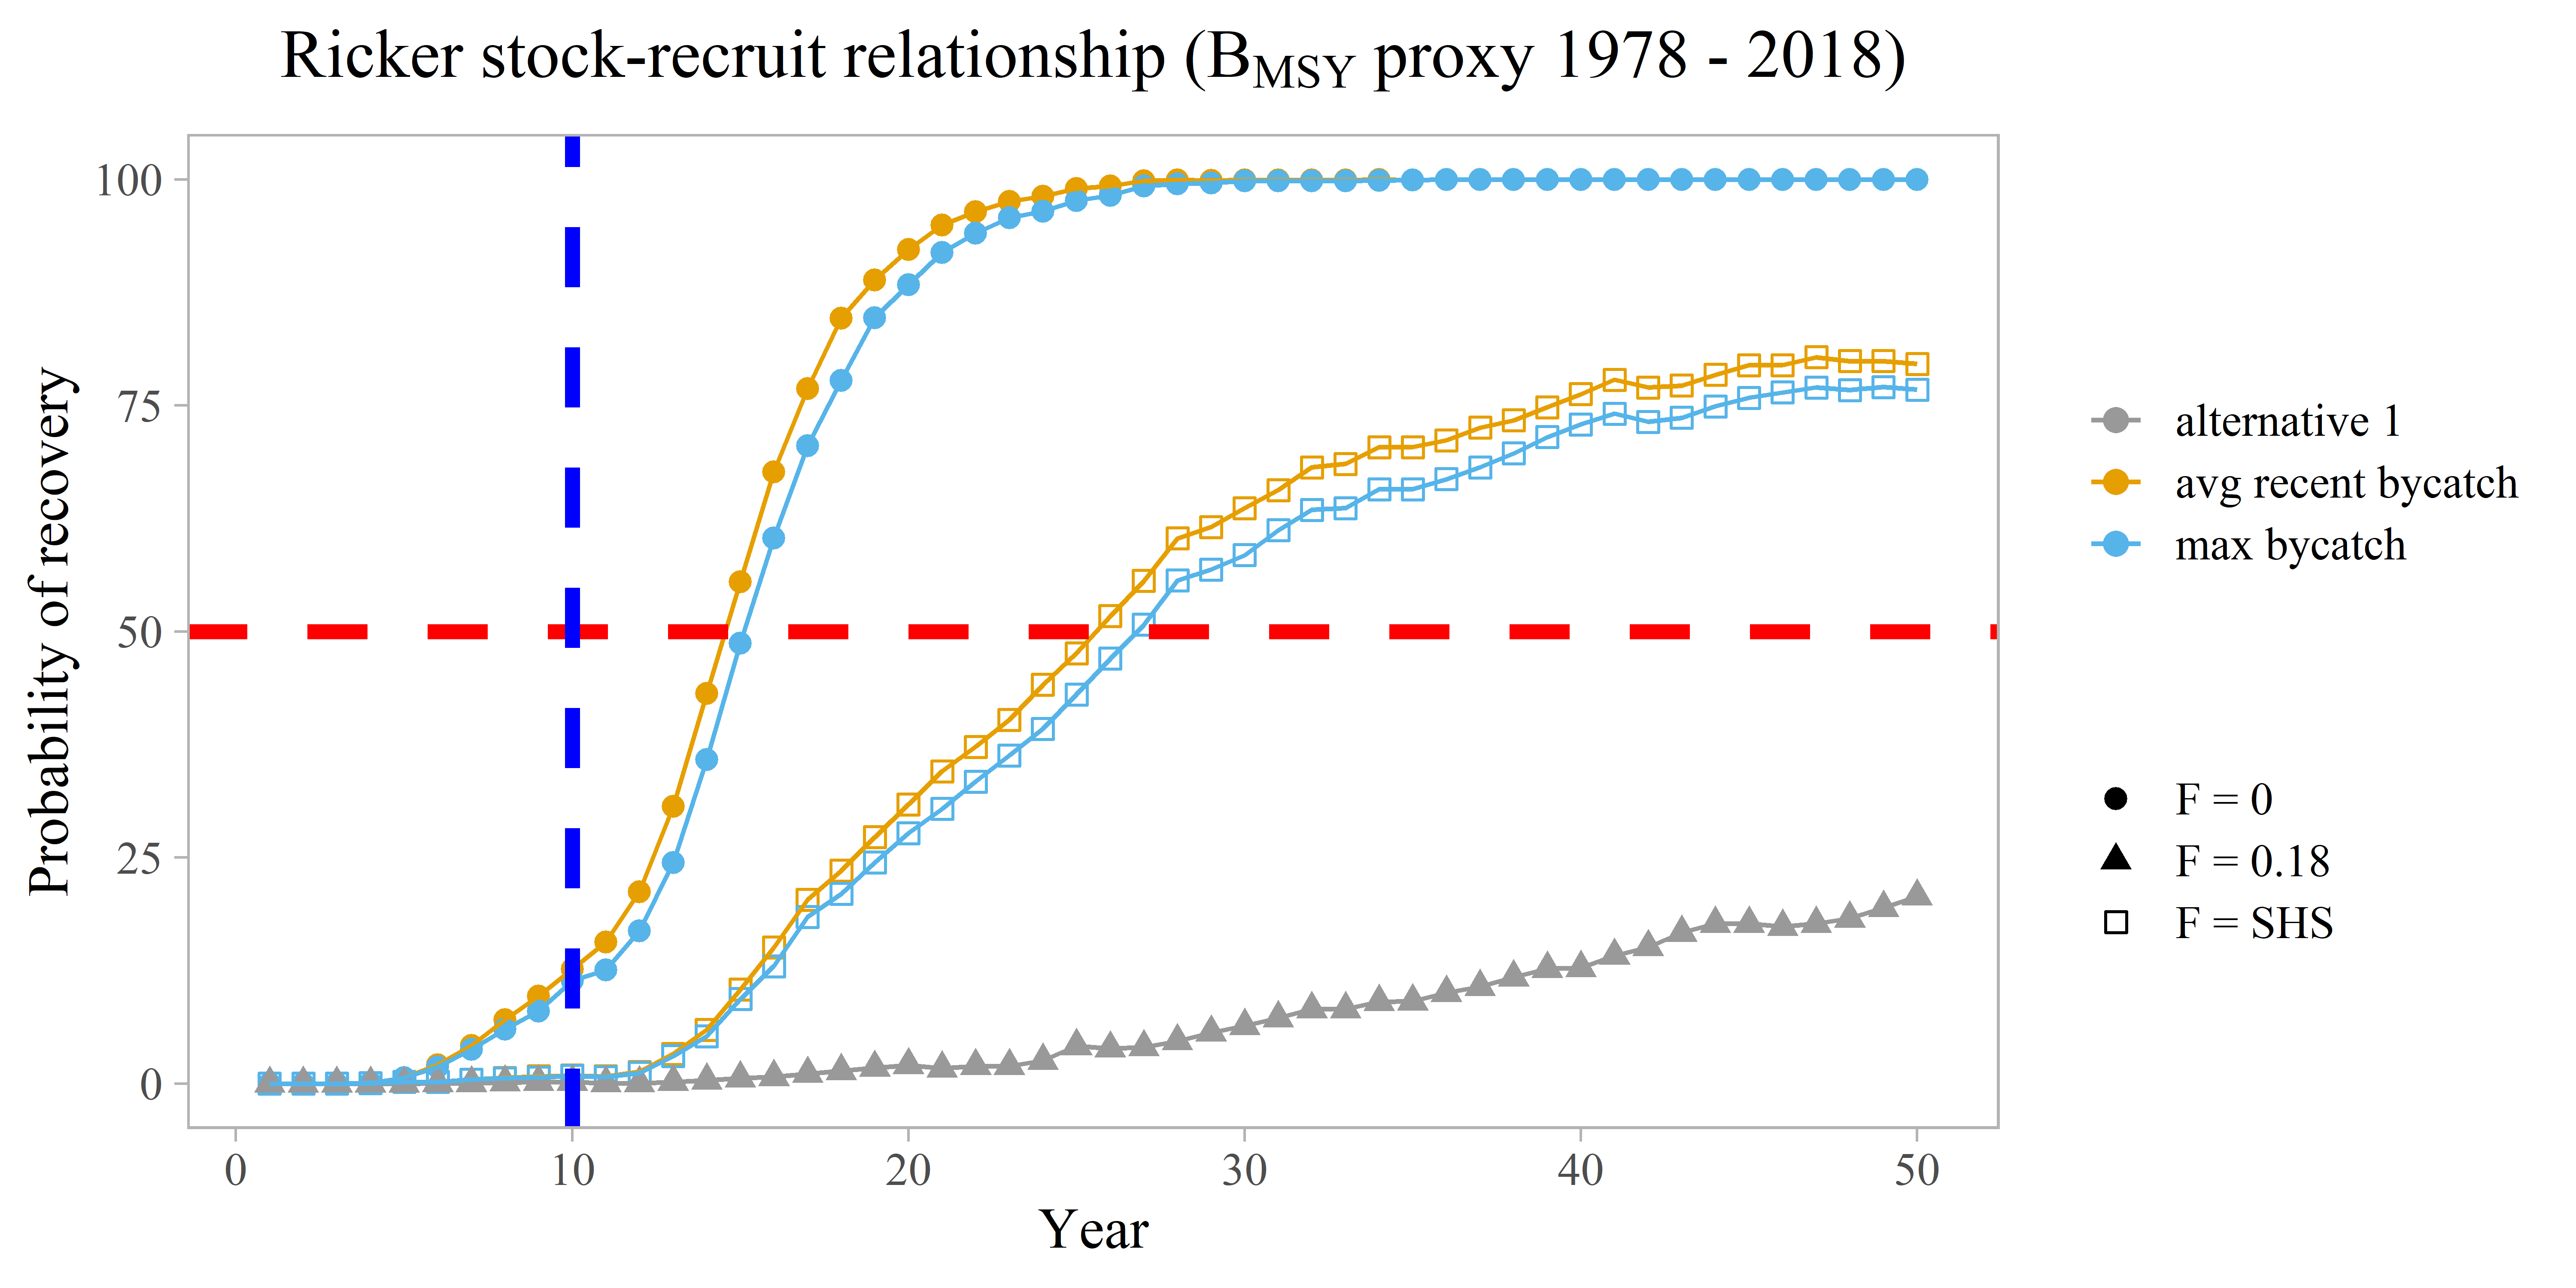 Ricker stock-recruit relationship (BMSY proxy 1978 - 2018)
Probability of recovery
100
75
50
25
0
0 10 20 30 40 50
Year
alternative 1
avg recent bycatch
max bycatch
F = 0
F = 0.18
F = SHS